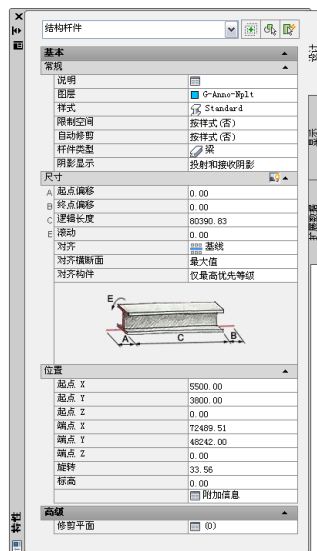 结构杆件
基本
常规
说明
图层 G-Anno-Nplt
样式 Standard
限制空间 按样式(否)
自动修剪 按样式(否)
杆件类型 梁
阴影显示 投射和接收阴影
尺寸
A 起点偏移 0.00
B 终点偏移 0.00
C 逻辑长度 80390.83
E 滚动 0.00
对齐 基线
对齐横断面 最大值
对齐构件 仅最高优先等级
E
A C B
位置
起点 X 5500.00
起点 Y 3800.00
起点 Z 0.00
端点 X 72489.51
端点 Y 48242.00
端点 Z 0.00
旋转 33.56
标高 0.00
附加信息
高级
修剪平面 (0)
特性
设计
扩展数据